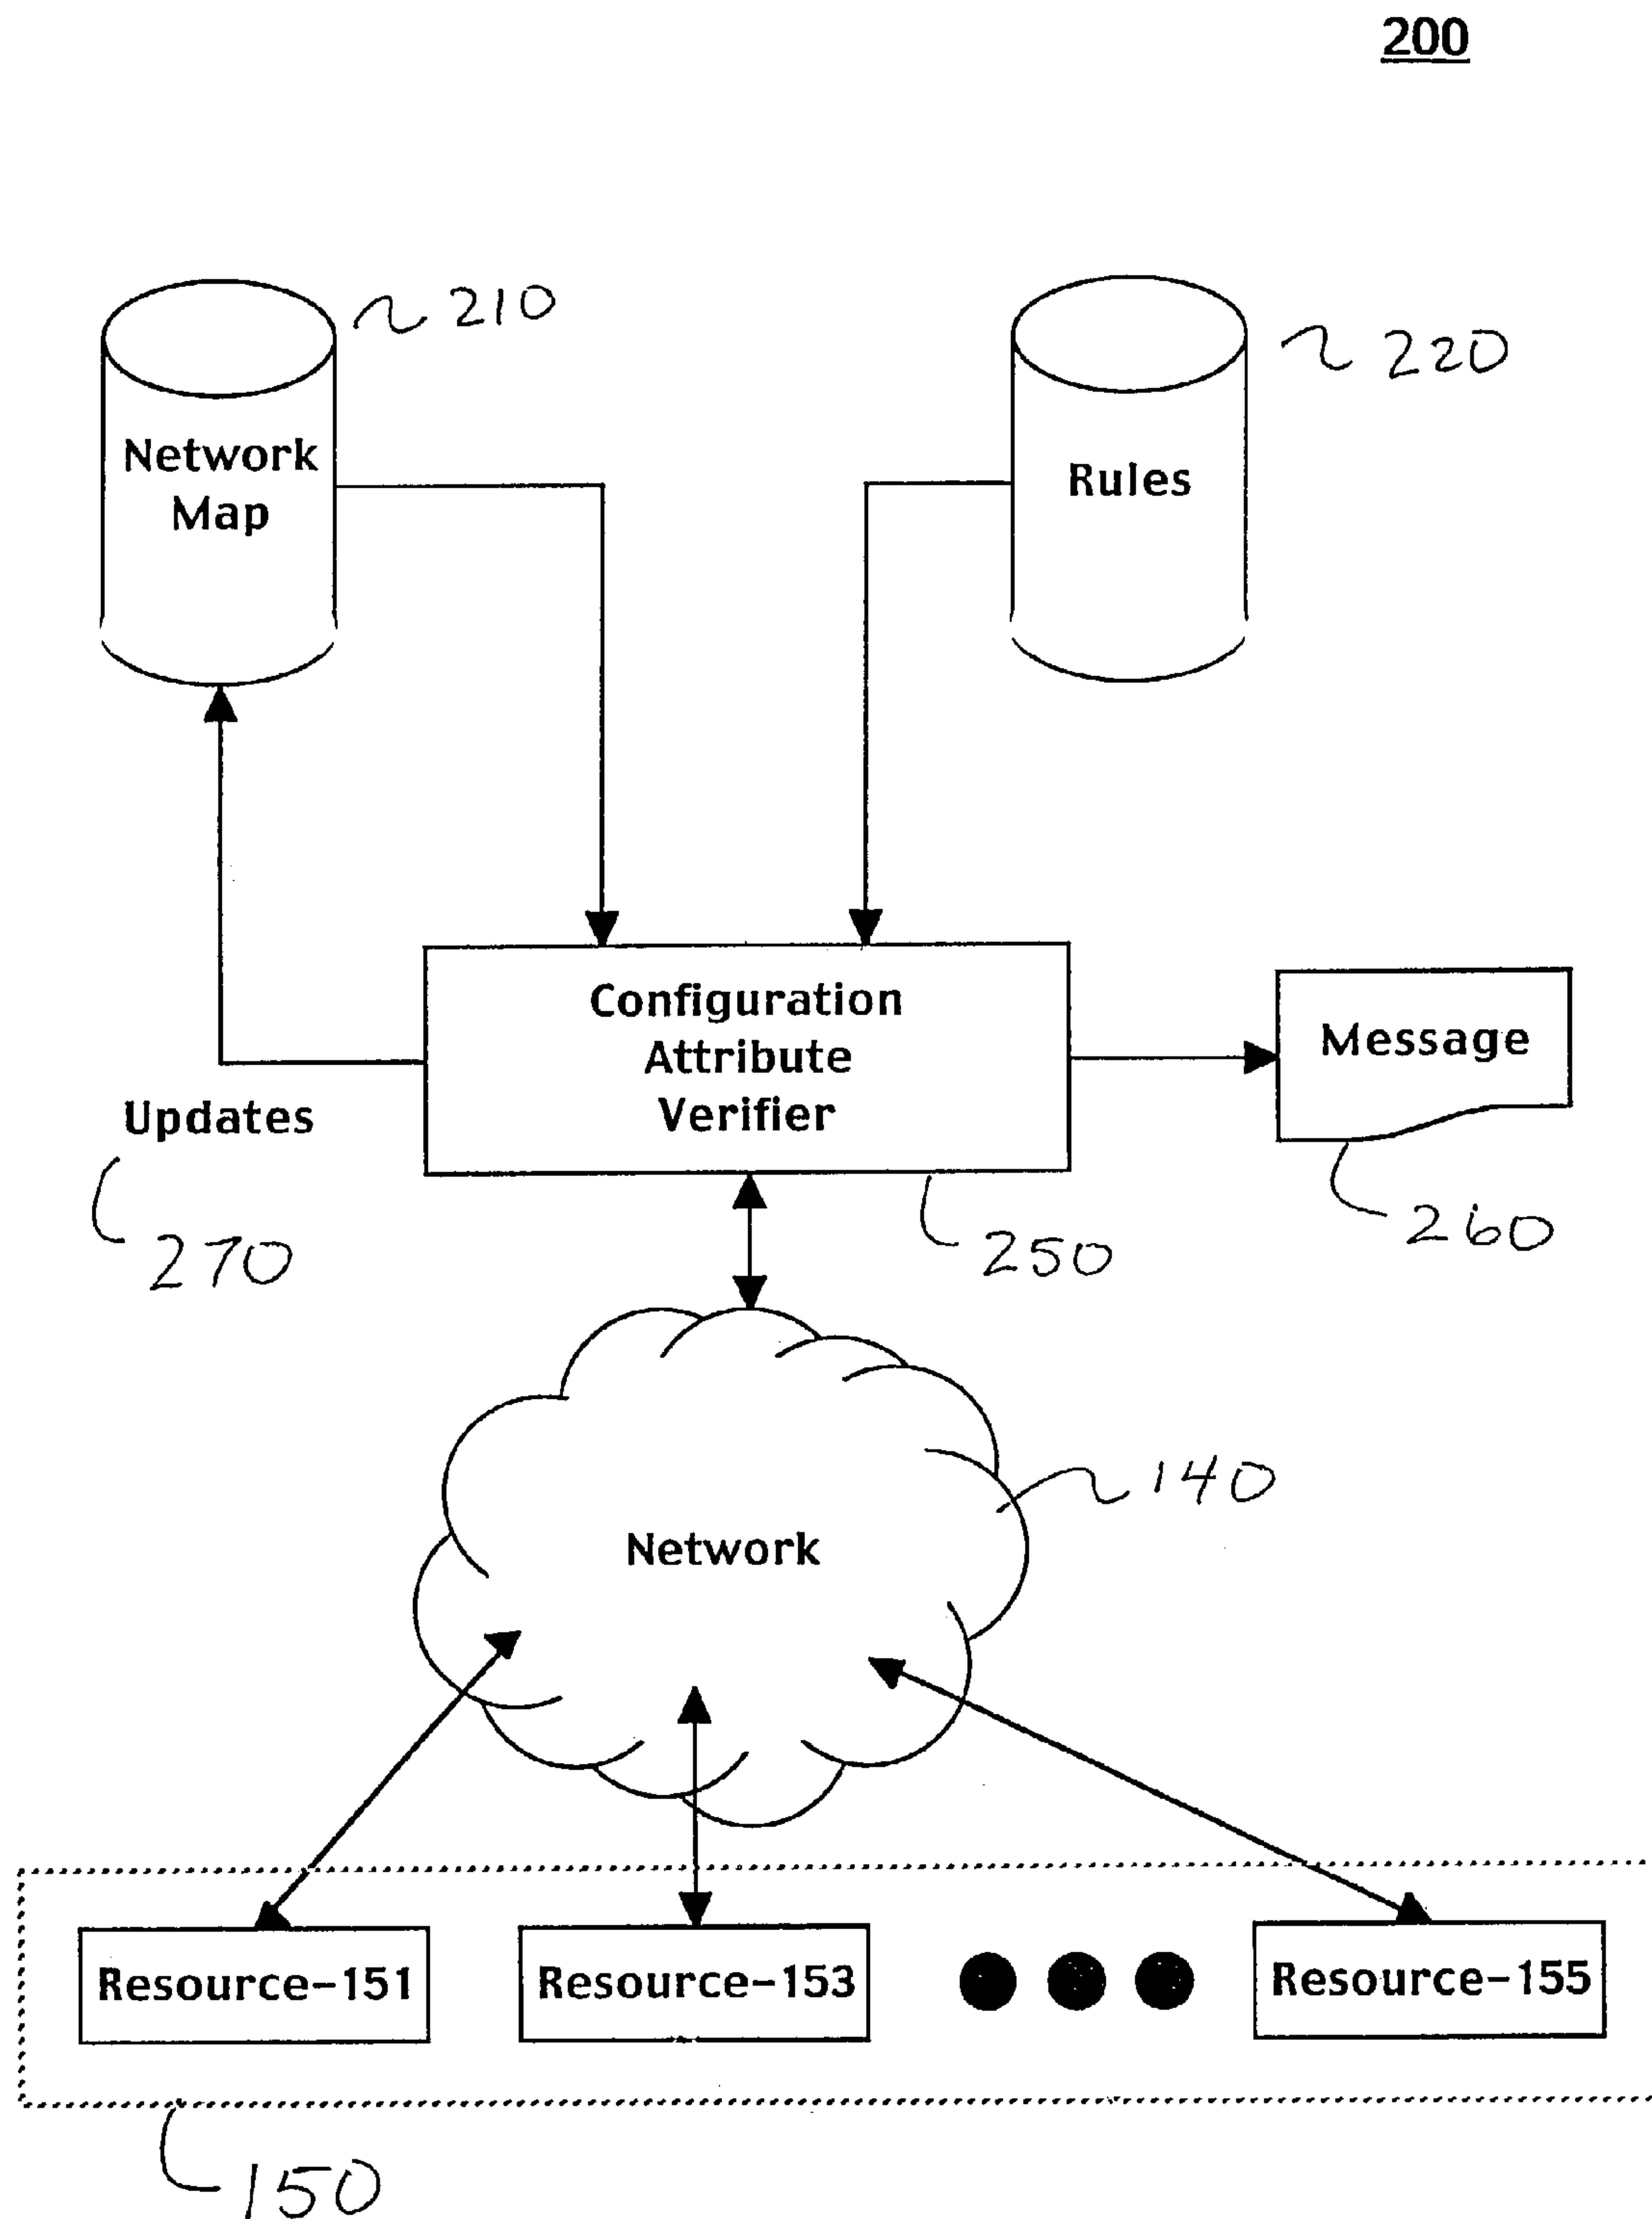 200
210
220
Network
Map
Rules
Configuration
Attribute
Verifier
Message
Updates
270
250
260
140
Network
Resource-151
Resource-153
Resource-155
150